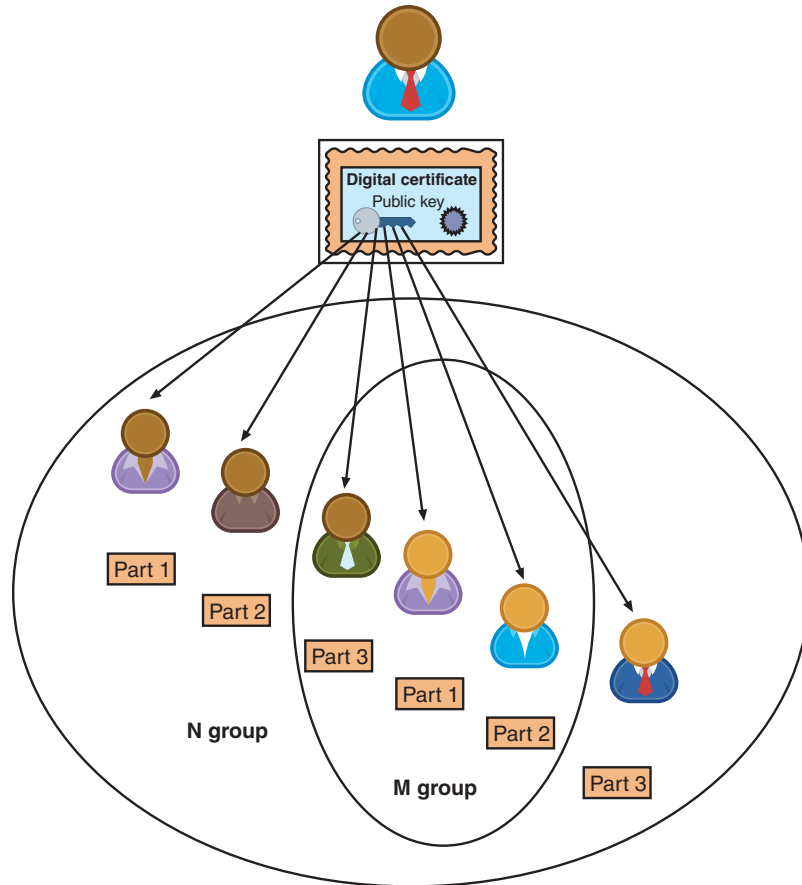 Digital certificate
Public key
Part 1
Part 2
Part 3
Part 1
Part 2
Part 3
N group
M group